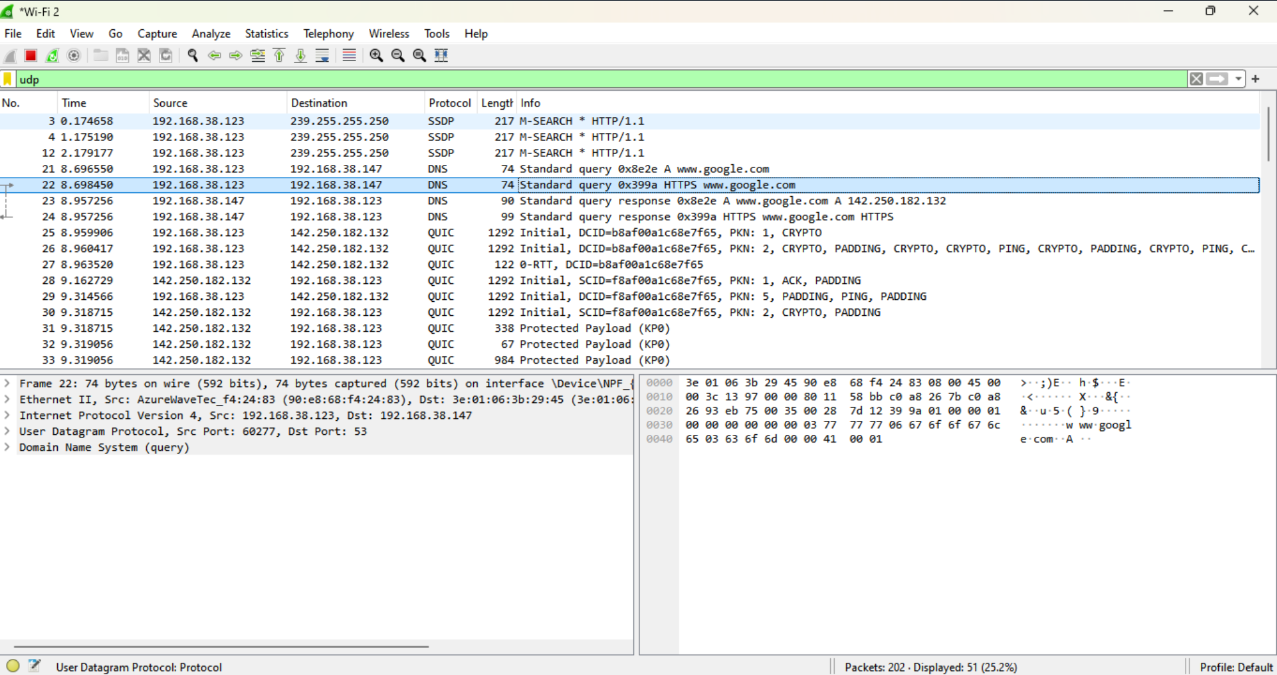 *Wi-Fi 2
File Edit View Go Capture Analyze Statistics Telephony Wireless Tools Help
udp
No. Time Source Destination Protocol Length Info
3 0.174658 192.168.38.123 239.255.255.250 SSDP 217 M-SEARCH * HTTP/1.1
4 1.175190 192.168.38.123 239.255.255.250 SSDP 217 M-SEARCH * HTTP/1.1
12 2.179177 192.168.38.123 239.255.255.250 SSDP 217 M-SEARCH * HTTP/1.1
21 8.696550 192.168.38.123 192.168.38.147 DNS 74 Standard query 0x8e2e A www.google.com
22 8.698450 192.168.38.123 192.168.38.147 DNS 74 Standard query 0x399a HTTPS www.google.com
23 8.957256 192.168.38.147 192.168.38.123 DNS 90 Standard query response 0x8e2e A www.google.com A 142.250.182.132
24 8.957256 192.168.38.147 192.168.38.123 DNS 99 Standard query response 0x399a HTTPS www.google.com HTTPS
25 8.959906 192.168.38.123 142.250.182.132 QUIC 1292 Initial, DCID=b8af00a1c68e7f65, PKN: 1, CRYPTO
26 8.960417 192.168.38.123 142.250.182.132 QUIC 1292 Initial, DCID=b8af00a1c68e7f65, PKN: 2, CRYPTO, PADDING, CRYPTO, CRYPTO, PING, CRYPTO, PADDING, CRYPTO, PING, C…
27 8.963520 192.168.38.123 142.250.182.132 QUIC 122 0-RTT, DCID=b8af00a1c68e7f65
28 9.162729 142.250.182.132 192.168.38.123 QUIC 1292 Initial, SCID=f8af00a1c68e7f65, PKN: 1, ACK, PADDING
29 9.314566 192.168.38.123 142.250.182.132 QUIC 1292 Initial, DCID=f8af00a1c68e7f65, PKN: 5, PADDING, PING, PADDING
30 9.318715 142.250.182.132 192.168.38.123 QUIC 1292 Initial, SCID=f8af00a1c68e7f65, PKN: 2, CRYPTO, PADDING
31 9.318715 142.250.182.132 192.168.38.123 QUIC 338 Protected Payload (KP0)
32 9.319056 142.250.182.132 192.168.38.123 QUIC 67 Protected Payload (KP0)
33 9.319056 142.250.182.132 192.168.38.123 QUIC 984 Protected Payload (KP0)
Frame 22: 74 bytes on wire (592 bits), 74 bytes captured (592 bits) on interface \Device\NPF_{
Ethernet II, Src: AzureWaveTec_f4:24:83 (90:e8:68:f4:24:83), Dst: 3e:01:06:3b:29:45 (3e:01:06:
Internet Protocol Version 4, Src: 192.168.38.123, Dst: 192.168.38.147
User Datagram Protocol, Src Port: 60277, Dst Port: 53
Domain Name System (query)
0000 3e 01 06 3b 29 45 90 e8 68 f4 24 83 08 00 45 00 >··;)E·· h·$···E·
0010 00 3c 13 97 00 00 80 11 58 bb c0 a8 26 7b c0 a8 ·<······ X···&{··
0020 26 93 eb 75 00 35 00 28 7d 12 39 9a 01 00 00 01 &··u·5·( }·9·····
0030 00 00 00 00 00 00 03 77 77 77 06 67 6f 6f 67 6c ·······w ww·googl
0040 65 03 63 6f 6d 00 00 41 00 01 e·com··A ··
User Datagram Protocol: Protocol
Packets: 202 · Displayed: 51 (25.2%)
Profile: Default